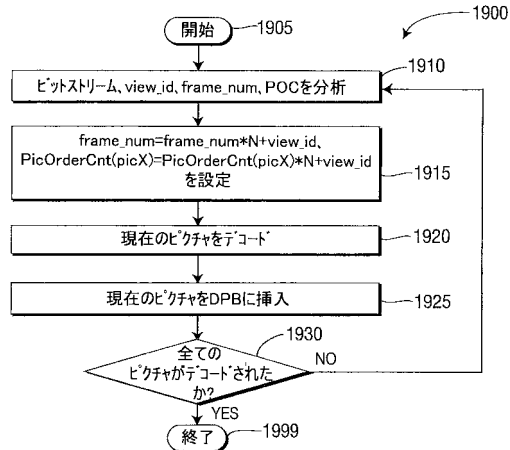 1900
開始
1905
1910
ビットストリーム、view_id、frame_num、POCを分析
frame_num=frame_num*N+view_id、
PicOrderCnt(picX)=PicOrderCnt(picX)*N+view_id
を設定
1915
現在のピクチャをデコード
1920
現在のピクチャをDPBに挿入
1925
1930
全ての
ピクチャがデコードされた
か?
NO
YES
終了
1999